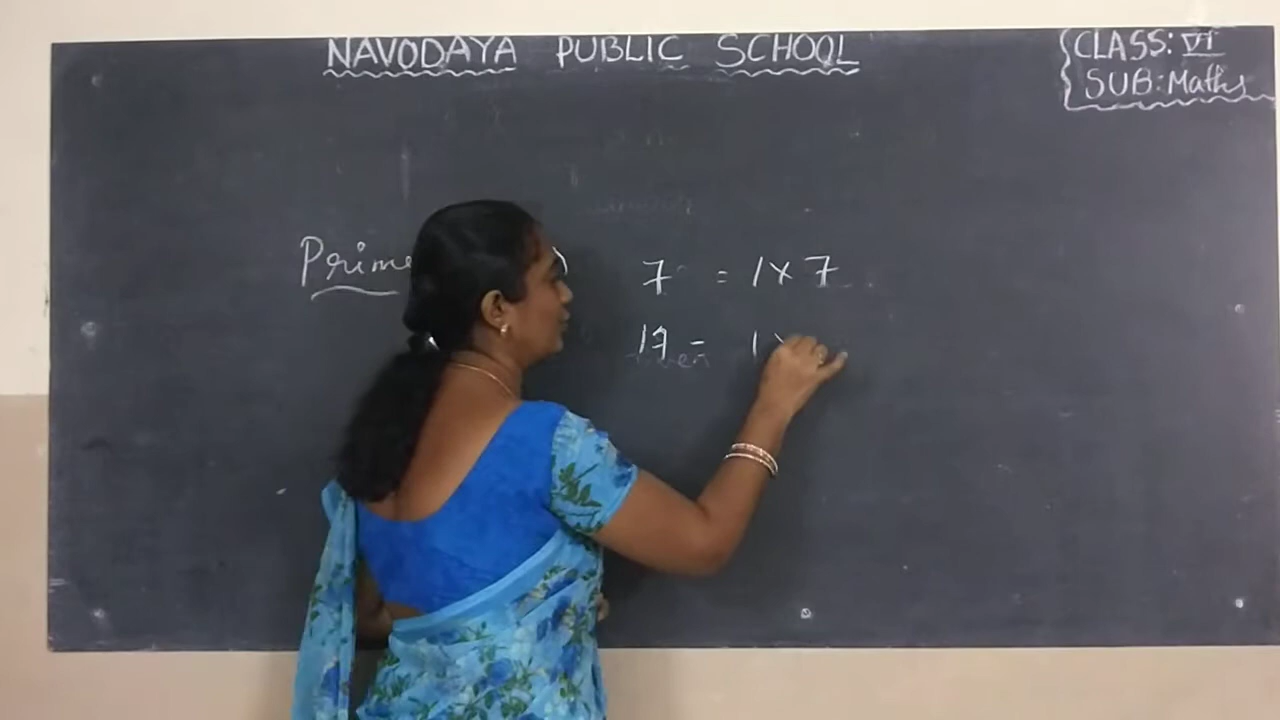 NAVODAYA PUBLIC SCHOOL
CLASS: VI
SUB: Maths
Prime
7 = 1 x 7
17 = 1 x